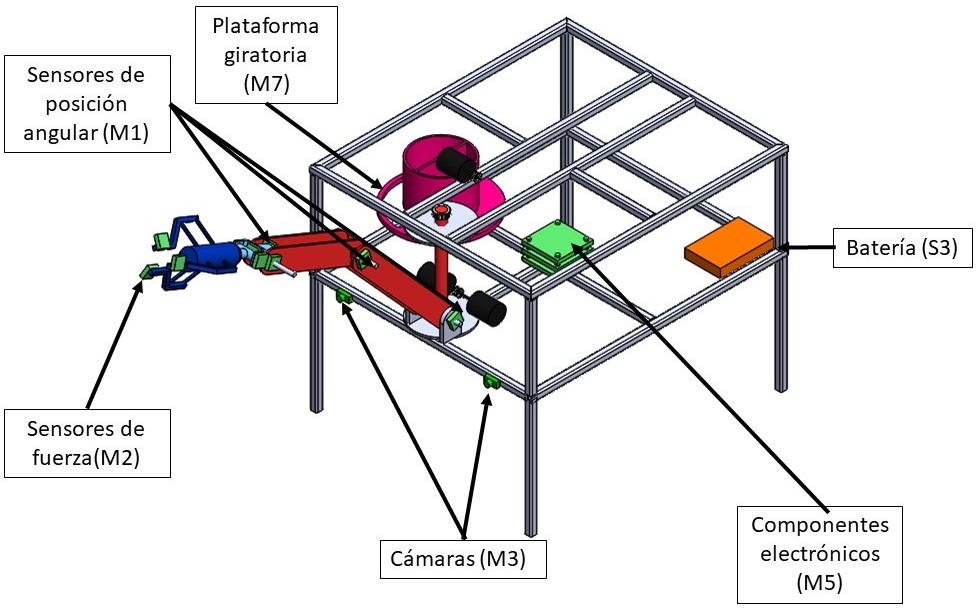 Plataforma
giratoria
(M7)
Sensores de
posición
angular (M1)
Batería (S3)
Sensores de
fuerza(M2)
Cámaras (M3)
Componentes
electrónicos
(M5)